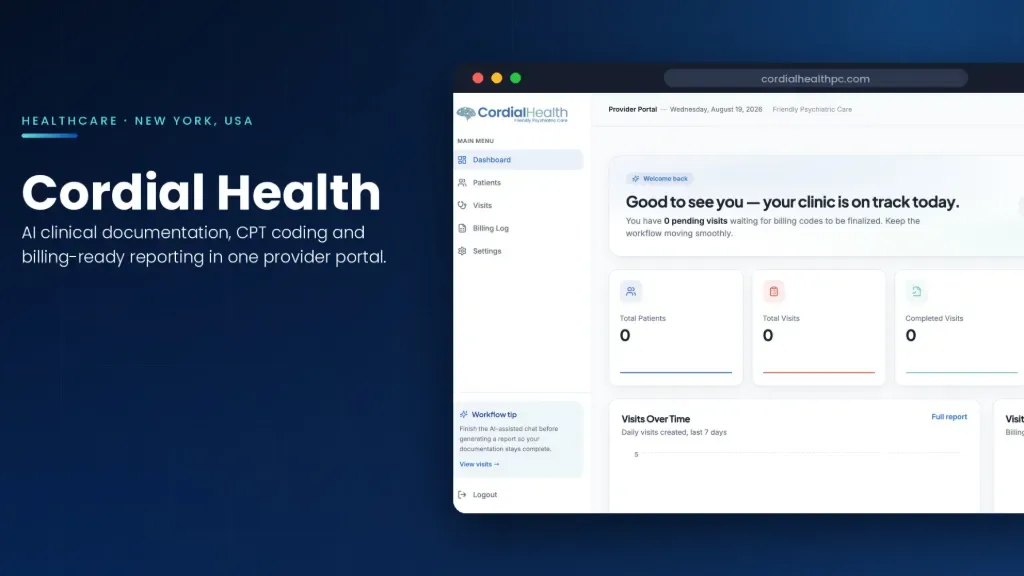 HEALTHCARE · NEW YORK, USA
Cordial Health
AI clinical documentation, CPT coding and
billing-ready reporting in one provider portal.
cordialhealthpc.com
CordialHealth
Friendly Psychiatric Care
MAIN MENU
Dashboard
Patients
Visits
Billing Log
Settings
Workflow tip
Finish the AI-assisted chat before
generating a report so your
documentation stays complete.
View visits →
Logout
Provider Portal — Wednesday, August 19, 2026 Friendly Psychiatric Care
Welcome back
Good to see you — your clinic is on track today.
You have 0 pending visits waiting for billing codes to be finalized. Keep the
workflow moving smoothly.
Total Patients
0
Total Visits
0
Completed Visits
0
Visits Over Time
Full report
Daily visits created, last 7 days
5
Visit
Billing